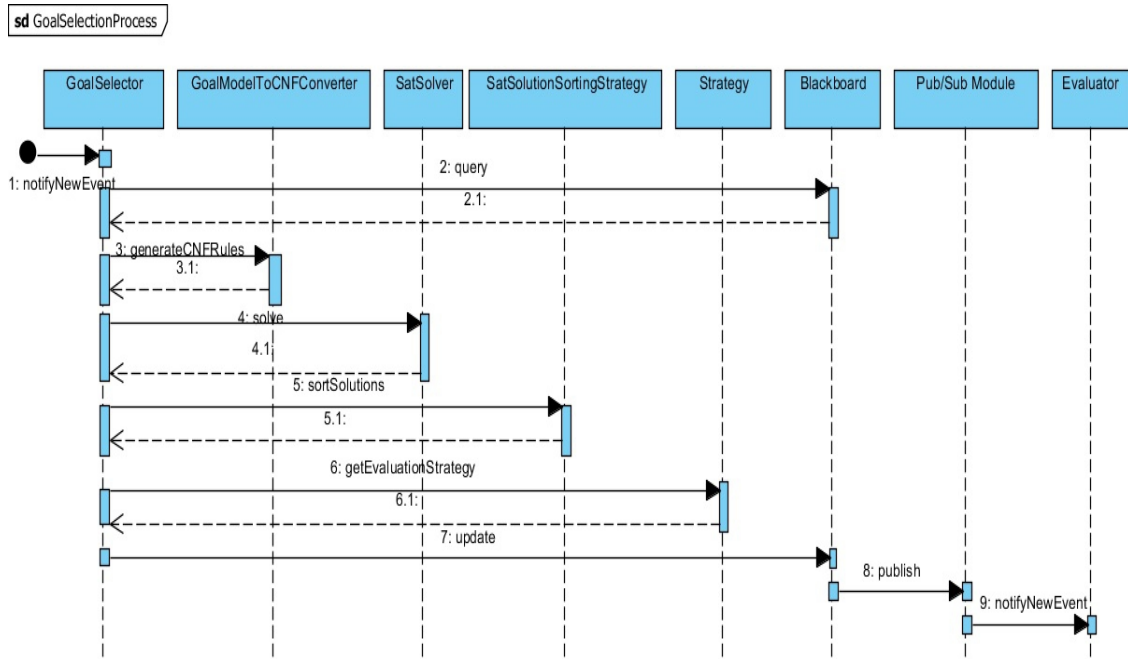 sd GoalSelectionProcess
GoalSelector
GoalModelToCNFConverter
SatSolver
SatSolutionSortingStrategy
Strategy
Blackboard
Pub/Sub Module
Evaluator
1: notifyNewEvent
2: query
2.1:
3: generateCNFRules
3.1:
4: solve
4.1:
5: sortSolutions
5.1:
6: getEvaluationStrategy
6.1:
7: update
8: publish
9: notifyNewEvent